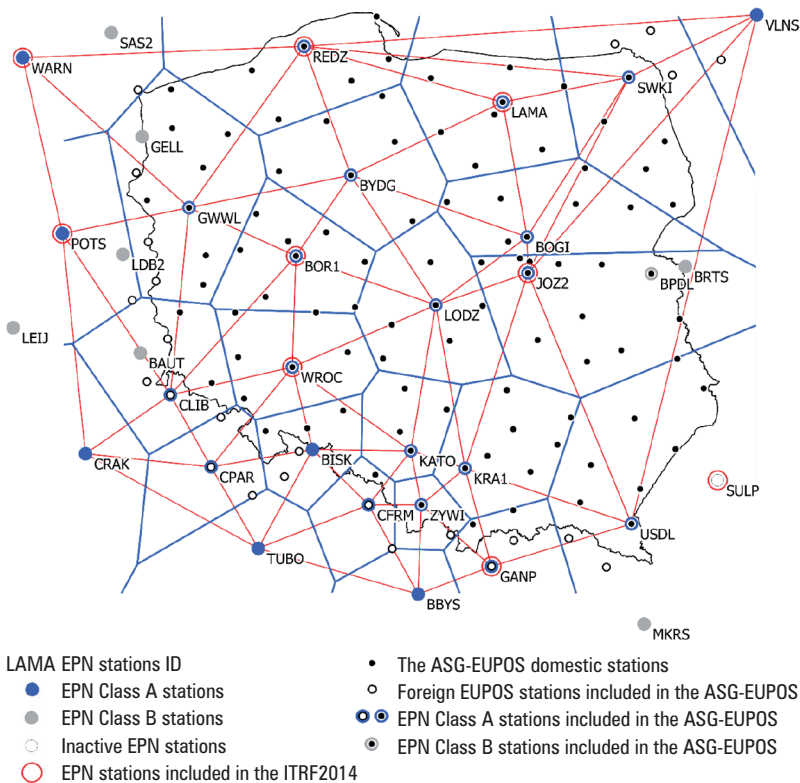 SAS2
VLNS
WARN
REDZ
SWKI
LAMA
GELL
BYDG
GWWL
POTS
BOGI
LDB2
BOR1
BRTS
JOZ2
BPDL
LODZ
LEIJ
BAUT
WROC
CLIB
CRAK
BISK
KATO
CPAR
KRA1
SULP
CFRM
ZYWI
USDL
TUBO
GANP
BBYS
MKRS
LAMA EPN stations ID
EPN Class A stations
EPN Class B stations
Inactive EPN stations
EPN stations included in the ITRF2014
The ASG-EUPOS domestic stations
Foreign EUPOS stations included in the ASG-EUPOS
EPN Class A stations included in the ASG-EUPOS
EPN Class B stations included in the ASG-EUPOS